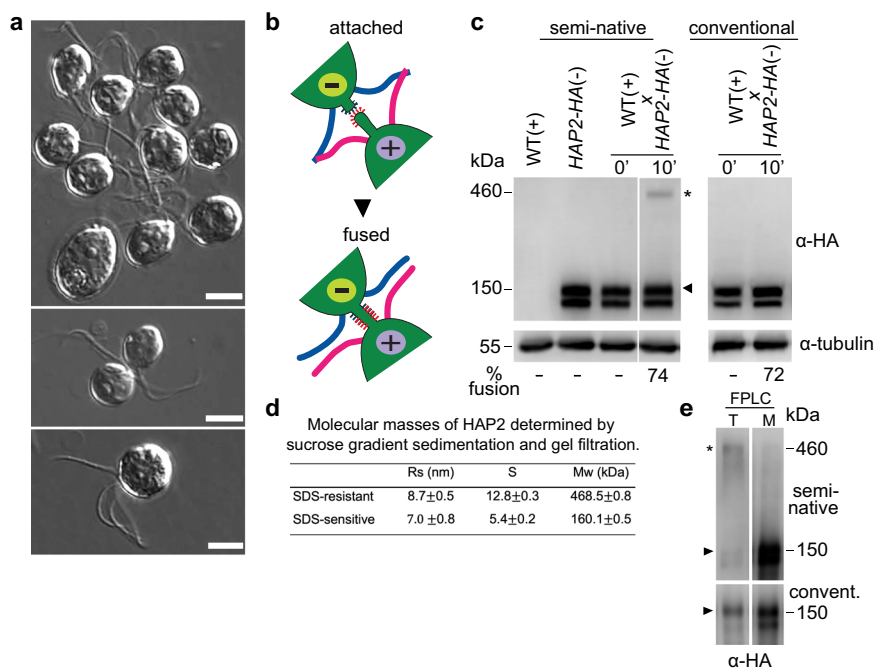 a
b
attached
−
+
fused
−
+
c
semi-native
conventional
WT(+)
HAP2-HA(-)
WT(+)
x
HAP2-HA(-)
WT(+)
x
HAP2-HA(-)
0' 10' 0' 10'
kDa
460 *
α-HA
150
55 α-tubulin
%
fusion – – – 74 – 72
d
Molecular masses of HAP2 determined by
sucrose gradient sedimentation and gel filtration.
Rs (nm) S Mw (kDa)
SDS-resistant 8.7±0.5 12.8±0.3 468.5±0.8
SDS-sensitive 7.0 ±0.8 5.4±0.2 160.1±0.5
e
FPLC
T M kDa
* 460
semi-
native
150
convent.
150
α-HA